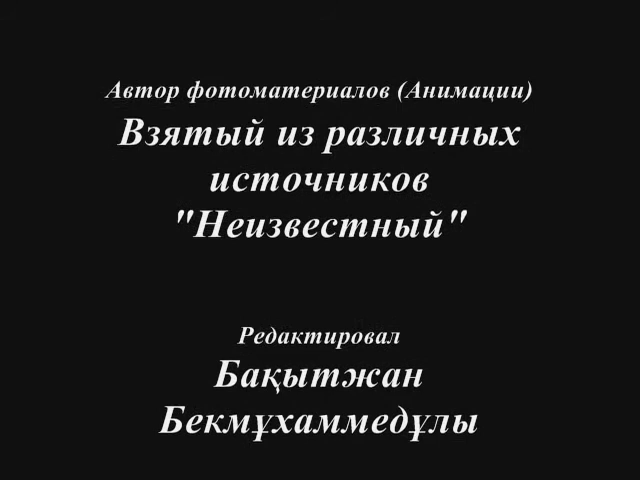 Автор фотоматериалов (Анимации)
Взятый из различных
источников
"Неизвестный"
Редактировал
Бақытжан
Бекмұхаммедұлы